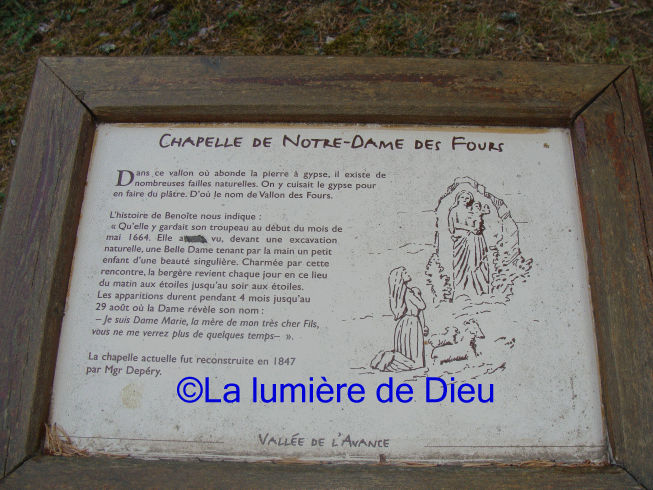 CHAPELLE DE NOTRE-DAME DES FOURS
Dans ce vallon où abonde la pierre à gypse, il existe de
nombreuses failles naturelles. On y cuisait le gypse pour
en faire du plâtre. D'où le nom de Vallon des Fours.
L'histoire de Benoîte nous indique :
« Qu'elle y gardait son troupeau au début du mois de
mai 1664. Elle a vu, devant une excavation
naturelle, une Belle Dame tenant par la main un petit
enfant d'une beauté singulière. Charmée par cette
rencontre, la bergère revient chaque jour en ce lieu
du matin aux étoiles jusqu'au soir aux étoiles.
Les apparitions durent pendant 4 mois jusqu'au
29 août où la Dame révèle son nom :
– Je suis Dame Marie, la mère de mon très cher Fils,
vous ne me verrez plus de quelques temps– ».
La chapelle actuelle fut reconstruite en 1847
par Mgr Depéry.
©La lumière de Dieu
VALLÉE DE L'AVANCE